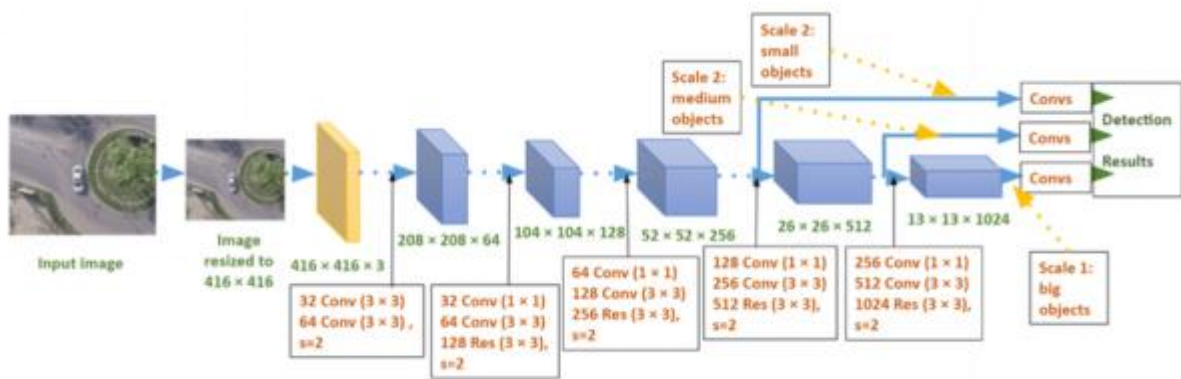 Scale 2:
small
objects
Scale 2:
medium
objects
Convs
Detection
Convs
Results
Convs
Input image
Image
resized to
416 × 416
416 × 416 × 3
208 × 208 × 64
104 × 104 × 128
52 × 52 × 256
26 × 26 × 512
13 × 13 × 1024
32 Conv (3 × 3)
64 Conv (3 × 3) ,
s=2
32 Conv (1 × 1)
64 Conv (3 × 3)
128 Res (3 × 3),
s=2
64 Conv (1 × 1)
128 Conv (3 × 3)
256 Res (3 × 3),
s=2
128 Conv (1 × 1)
256 Conv (3 × 3)
512 Res (3 × 3),
s=2
256 Conv (1 × 1)
512 Conv (3 × 3)
1024 Res (3 × 3),
s=2
Scale 1:
big
objects